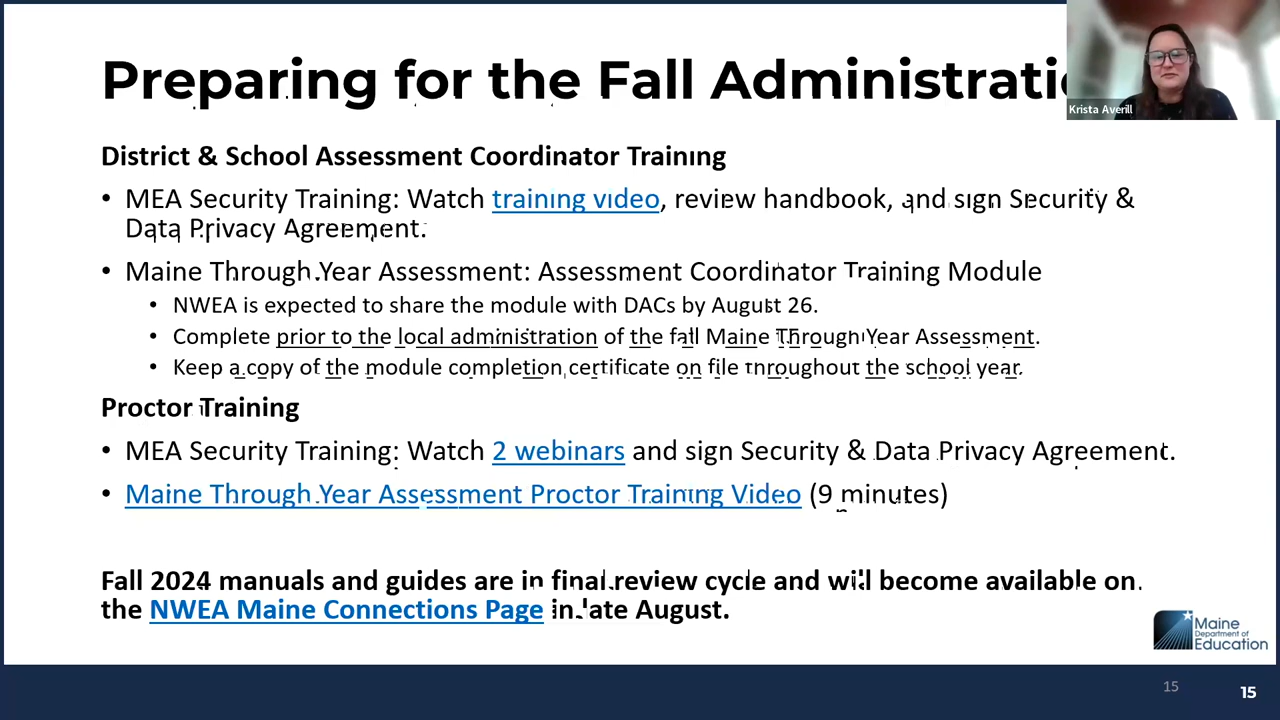 Preparing for the Fall Administratio
Krista Averill
District & School Assessment Coordinator Training
• MEA Security Training: Watch training video, review handbook, and sign Security &
Data Privacy Agreement.
• Maine Through Year Assessment: Assessment Coordinator Training Module
• NWEA is expected to share the module with DACs by August 26.
• Complete prior to the local administration of the fall Maine Through Year Assessment.
• Keep a copy of the module completion certificate on file throughout the school year.
Proctor Training
• MEA Security Training: Watch 2 webinars and sign Security & Data Privacy Agreement.
• Maine Through Year Assessment Proctor Training Video (9 minutes)
Fall 2024 manuals and guides are in final review cycle and will become available on
the NWEA Maine Connections Page in late August.
Maine
Department of
Education
15
15